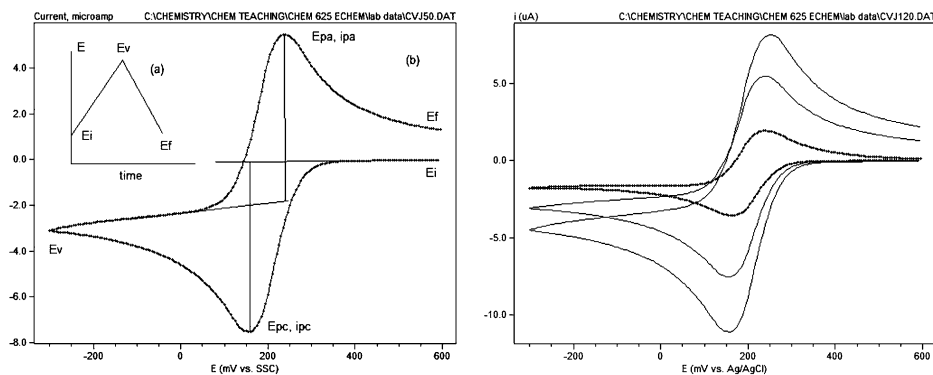 Current, microamp C:\CHEMISTRY\CHEM TEACHING\CHEM 625 ECHEM\lab data\CVJ50.DAT
Epa, ipa
E
Ev
(a)
(b)
4.0
2.0
Ei
Ef
Ef
time
0.0
Ei
-2.0
Ev
-4.0
-6.0
Epc, ipc
-8.0
0 200 400 600
E (mV vs. SSC)
i (uA) C:\CHEMISTRY\CHEM TEACHING\CHEM 625 ECHEM\lab data\CVJ120.DAT
5.0
0.0
-5.0
-10.0
-200 0 200 400 600
E (mV vs. Ag/AgCl)